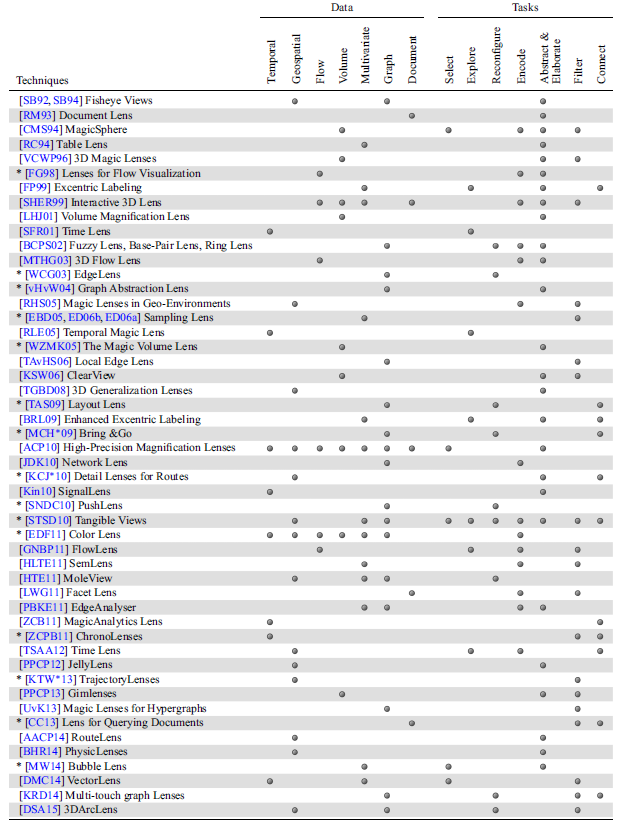 Data Tasks
Techniques Temporal Geospatial Flow Volume Multivariate Graph Document Select Explore Reconfigure Encode Abstract & Elaborate Filter Connect
[SB92, SB94] Fisheye Views
[RM93] Document Lens
[CMS94] MagicSphere
[RC94] Table Lens
[VCWP96] 3D Magic Lenses
* [FG98] Lenses for Flow Visualization
[FP99] Excentric Labeling
[SHER99] Interactive 3D Lens
[LHJ01] Volume Magnification Lens
[SFR01] Time Lens
[BCPS02] Fuzzy Lens, Base-Pair Lens, Ring Lens
[MTHG03] 3D Flow Lens
* [WCG03] EdgeLens
* [vHvW04] Graph Abstraction Lens
[RHS05] Magic Lenses in Geo-Environments
* [EBD05, ED06b, ED06a] Sampling Lens
[RLE05] Temporal Magic Lens
* [WZMK05] The Magic Volume Lens
[TAvHS06] Local Edge Lens
[KSW06] ClearView
[TGBD08] 3D Generalization Lenses
* [TAS09] Layout Lens
[BRL09] Enhanced Excentric Labeling
* [MCH*09] Bring &Go
[ACP10] High-Precision Magnification Lenses
[JDK10] Network Lens
* [KCJ*10] Detail Lenses for Routes
[Kin10] SignalLens
* [SNDC10] PushLens
* [STSD10] Tangible Views
* [EDF11] Color Lens
[GNBP11] FlowLens
[HLTE11] SemLens
[HTE11] MoleView
[LWG11] Facet Lens
[PBKE11] EdgeAnalyser
[ZCB11] MagicAnalytics Lens
* [ZCPB11] ChronoLenses
[TSAA12] Time Lens
[PPCP12] JellyLens
* [KTW*13] TrajectoryLenses
[PPCP13] Gimlenses
[UvK13] Magic Lenses for Hypergraphs
* [CC13] Lens for Querying Documents
[AACP14] RouteLens
[BHR14] PhysicLenses
* [MW14] Bubble Lens
[DMC14] VectorLens
[KRD14] Multi-touch graph Lenses
[DSA15] 3DArcLens